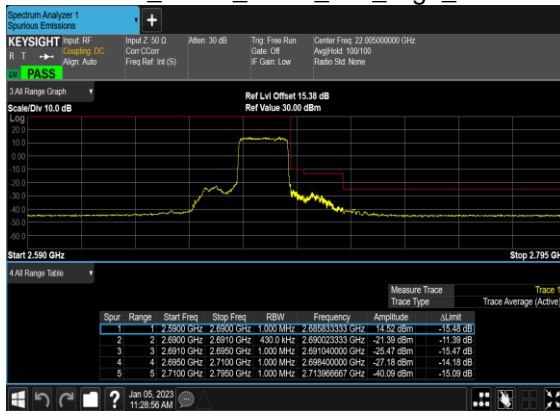 Spectrum Analyzer 1
Spurious Emissions
KEYSIGHT Input: RF Input Z: 50 Ω Atten: 30 dB Trig: Free Run Center Freq: 22.005000000 GHz
R T Coupling: DC Corr CCorr Gate: Off Avg|Hold: 100/100
Align: Auto Freq Ref: Int (S) IF Gain: Low Radio Std: None
PASS
3 All Range Graph
Ref Lvl Offset 15.38 dB
Scale/Div 10.0 dB Ref Value 30.00 dBm
Log
20.0
10.0
0.00
-10.0
-20.0
-30.0
-40.0
-50.0
-60.0
Start 2.590 GHz Stop 2.795 GH
4 All Range Table
Measure Trace Trace 1
Trace Type Trace Average (Active)
Spur Range Start Freq Stop Freq RBW Frequency Amplitude ΔLimit
1 1 2.5900 GHz 2.6900 GHz 1.000 MHz 2.685833333 GHz 14.52 dBm -15.48 dB
2 2 2.6900 GHz 2.6910 GHz 430.0 kHz 2.690023333 GHz -21.39 dBm -11.39 dB
3 3 2.6910 GHz 2.6950 GHz 1.000 MHz 2.691040000 GHz -25.47 dBm -15.47 dB
4 4 2.6950 GHz 2.7100 GHz 1.000 MHz 2.698400000 GHz -27.18 dBm -14.18 dB
5 5 2.7100 GHz 2.7950 GHz 1.000 MHz 2.713966667 GHz -40.09 dBm -15.09 dB
Jan 05, 2023
11:28:56 AM